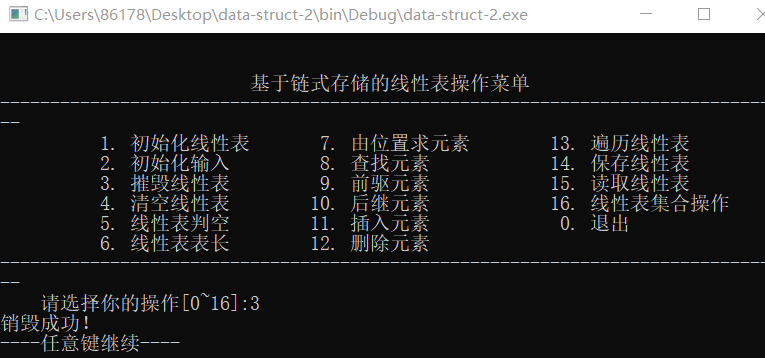 C:\Users\86178\Desktop\data-struct-2\bin\Debug\data-struct-2.exe
基于链式存储的线性表操作菜单
------------------------------------------------------------------------------
--
1. 初始化线性表 7. 由位置求元素 13. 遍历线性表
2. 初始化输入 8. 查找元素 14. 保存线性表
3. 摧毁线性表 9. 前驱元素 15. 读取线性表
4. 清空线性表 10. 后继元素 16. 线性表集合操作
5. 线性表判空 11. 插入元素 0. 退出
6. 线性表表长 12. 删除元素
------------------------------------------------------------------------------
--
请选择你的操作[0~16]:3
销毁成功!
----任意键继续----